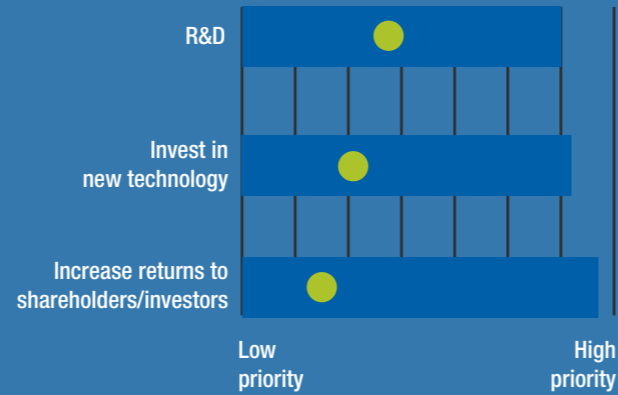 R&D
Invest in
new technology
Increase returns to
shareholders/investors
Low
priority
High
priority